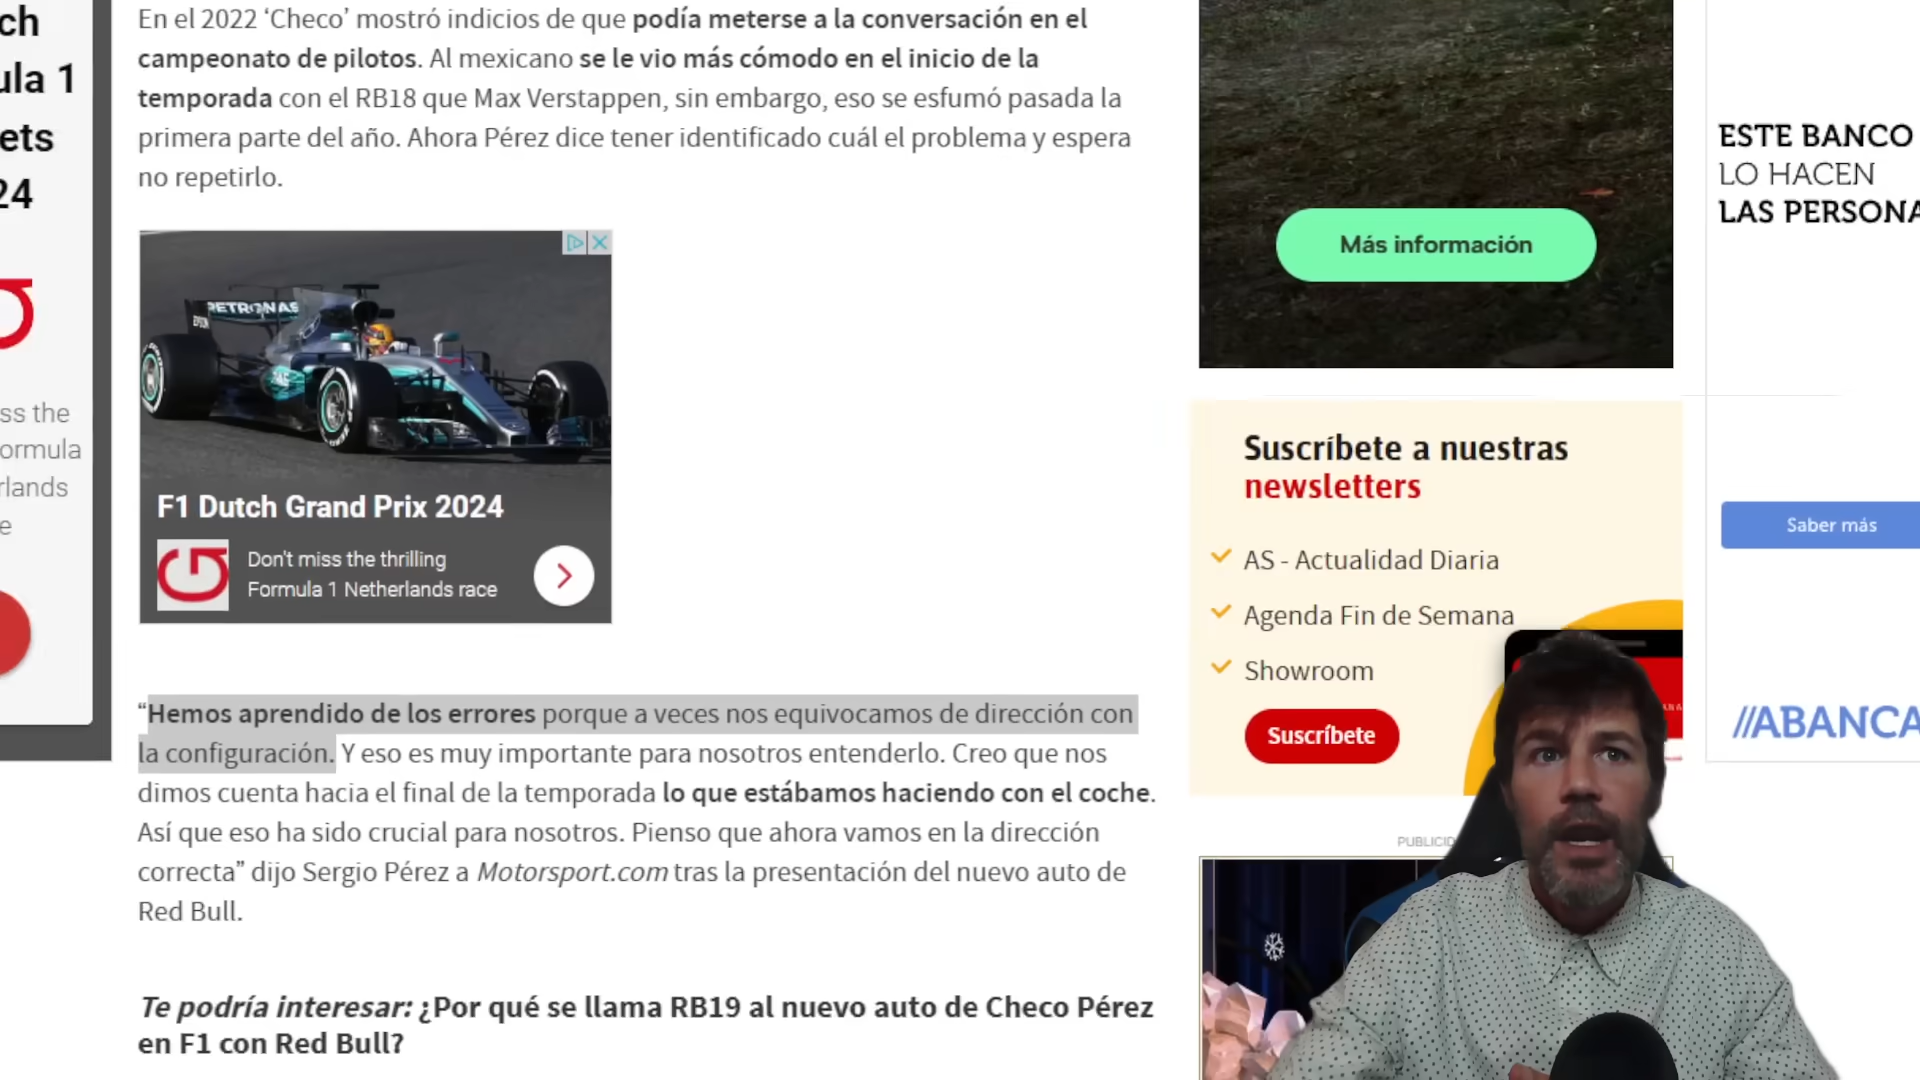 ch
ula 1
ets
24
ss the
ormula
rlands
e
En el 2022 ‘Checo’ mostró indicios de que podía meterse a la conversación en el
campeonato de pilotos. Al mexicano se le vio más cómodo en el inicio de la
temporada con el RB18 que Max Verstappen, sin embargo, eso se esfumó pasada la
primera parte del año. Ahora Pérez dice tener identificado cuál el problema y espera
no repetirlo.
PETRONAS
EPSON
F1 Dutch Grand Prix 2024
Don't miss the thrilling
Formula 1 Netherlands race
“Hemos aprendido de los errores porque a veces nos equivocamos de dirección con
la configuración. Y eso es muy importante para nosotros entenderlo. Creo que nos
dimos cuenta hacia el final de la temporada lo que estábamos haciendo con el coche.
Así que eso ha sido crucial para nosotros. Pienso que ahora vamos en la dirección
correcta” dijo Sergio Pérez a Motorsport.com tras la presentación del nuevo auto de
Red Bull.
Te podría interesar: ¿Por qué se llama RB19 al nuevo auto de Checo Pérez
en F1 con Red Bull?
Más información
Suscríbete a nuestras
newsletters
AS - Actualidad Diaria
Agenda Fin de Semana
Showroom
Suscríbete
PUBLICID
ESTE BANCO
LO HACEN
LAS PERSONA
Saber más
//ABANCA